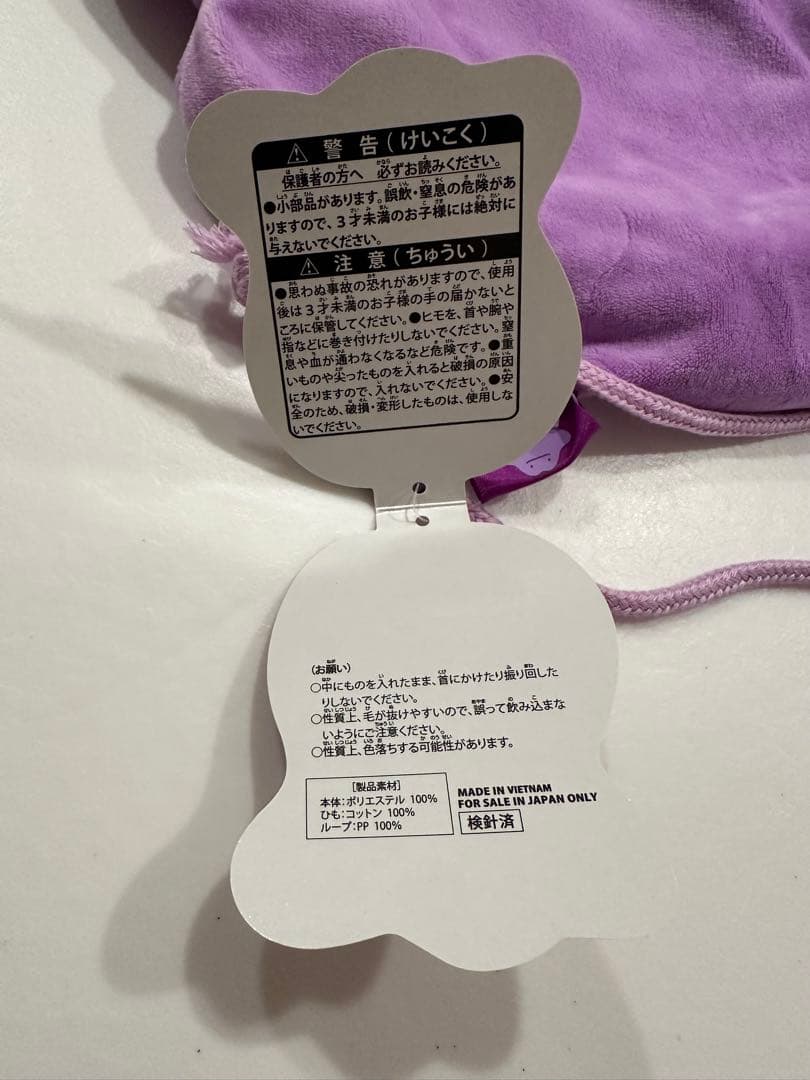 ⚠ 警告(けいこく)
保護者の方へ 必ずお読みください。
●小部品があります。誤飲・窒息の危険があ
りますので、3才未満のお子様には絶対に
与えないでください。
⚠ 注意(ちゅうい)
●思わぬ事故の恐れがありますので、使用
後は3才未満のお子様の手の届かないと
ころに保管してください。●ヒモを、首や腕や
指などに巻き付けたりしないでください。窒
息や血が通わなくなるなど危険です。●重
いものや尖ったものを入れると破損の原因
になりますので、入れないでください。●安
全のため、破損・変形したものは、使用しな
いでください。
(お願い)
○中にものを入れたまま、首にかけたり振り回した
りしないでください。
○性質上、毛が抜けやすいので、誤って飲み込まな
いようにご注意ください。
○性質上、色落ちする可能性があります。
[製品素材]
本体:ポリエステル 100%
ひも:コットン 100%
ループ:PP 100%
MADE IN VIETNAM
FOR SALE IN JAPAN ONLY
検針済